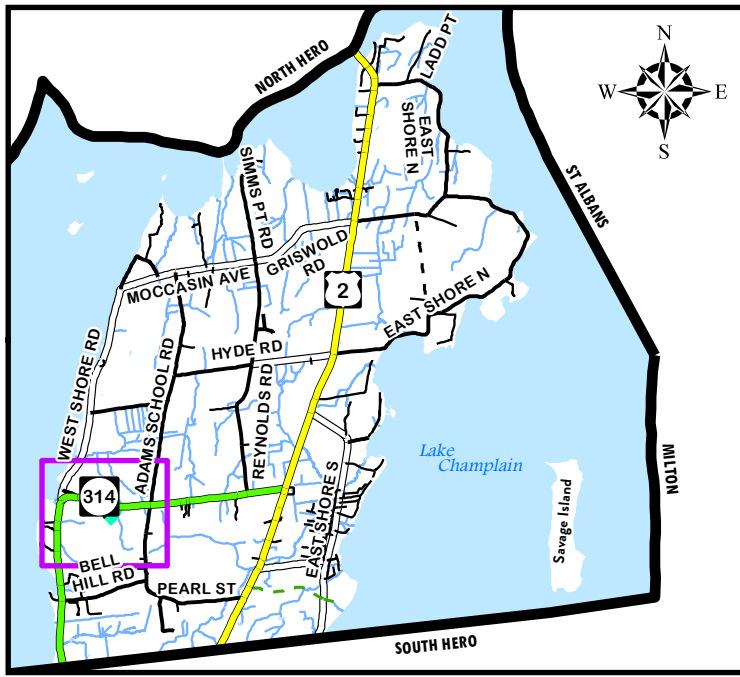 N
W E
S
NORTH HERO
LADD PT
EAST
SHORE N
ST ALBANS
SIMMS PT RD
GRISWOLD
RD
MOCCASIN AVE
2
EAST SHORE N
HYDE RD
WEST SHORE RD
ADAMS SCHOOL RD
REYNOLDS RD
Lake
Champlain
MILTON
314
EAST SHORE S
Savage Island
BELL
HILL RD
PEARL ST
SOUTH HERO